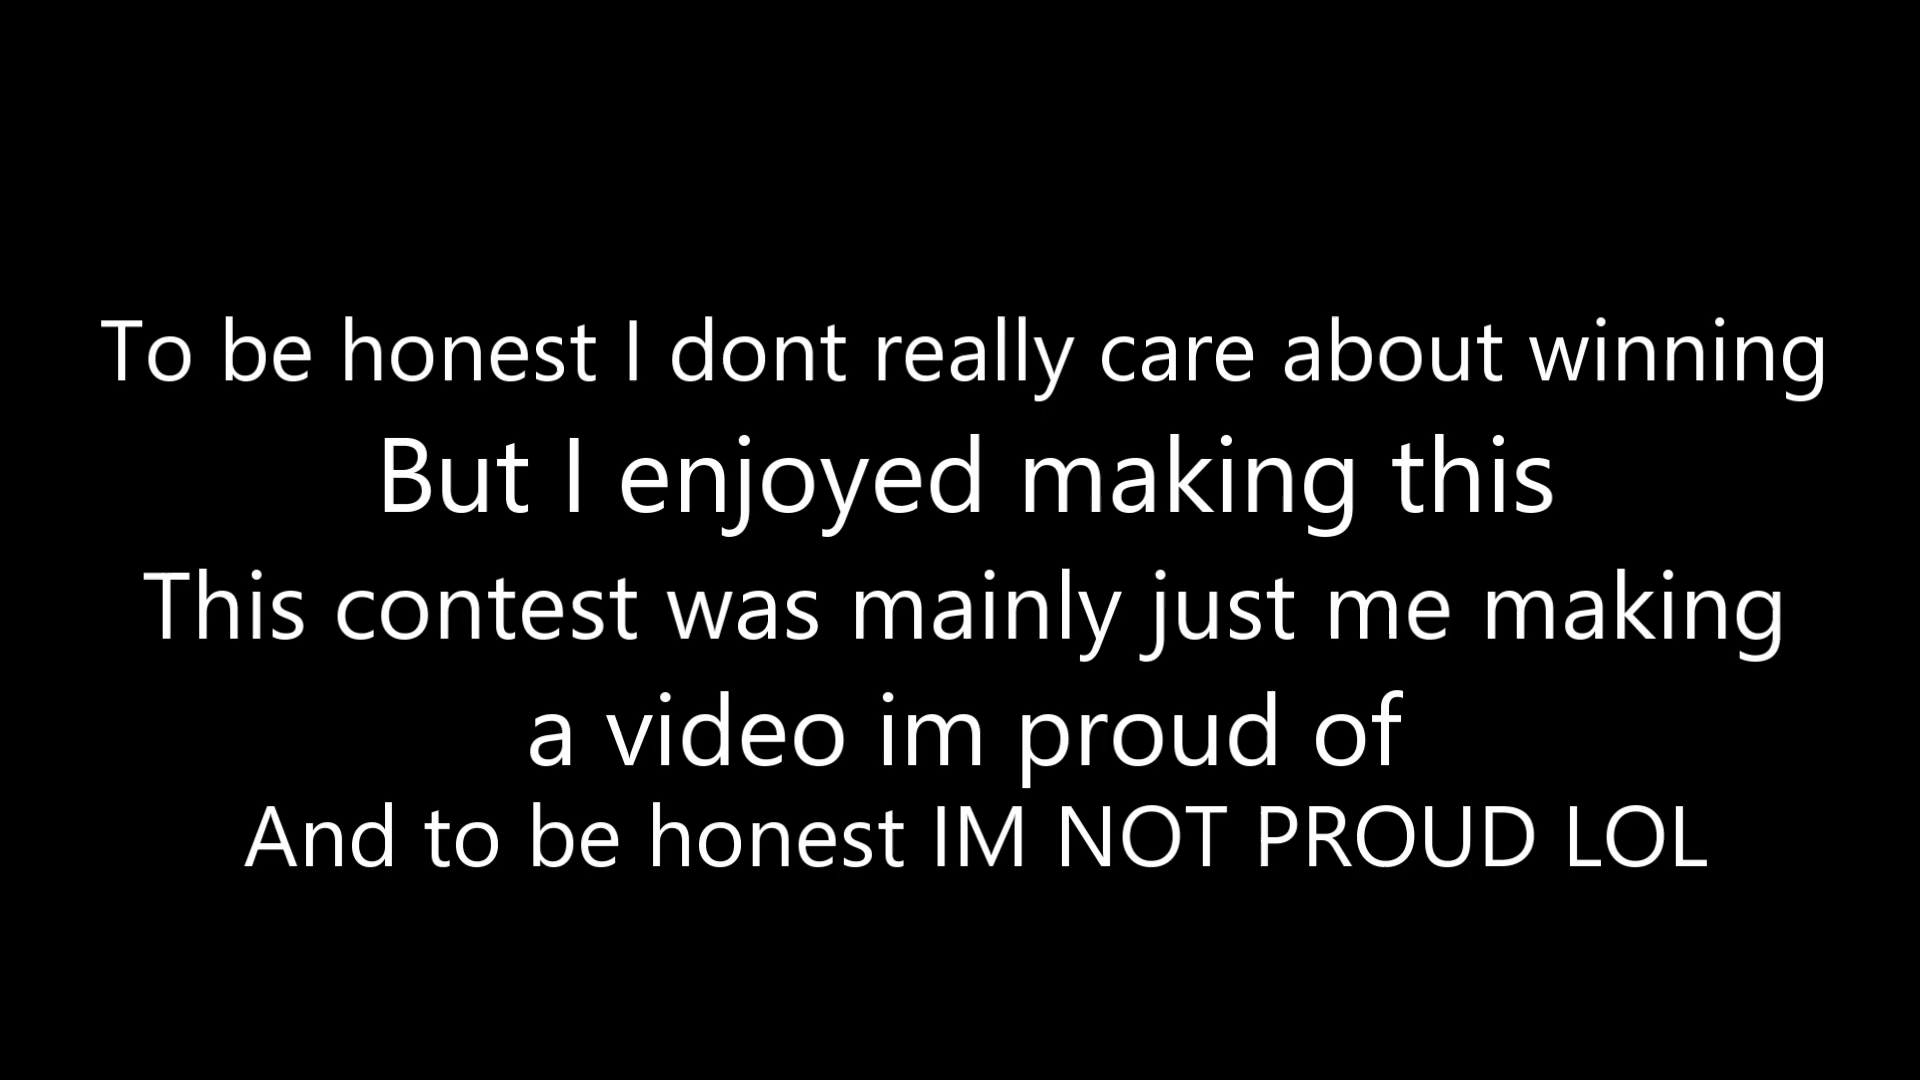 To be honest I dont really care about winning
But I enjoyed making this
This contest was mainly just me making
a video im proud of
And to be honest IM NOT PROUD LOL